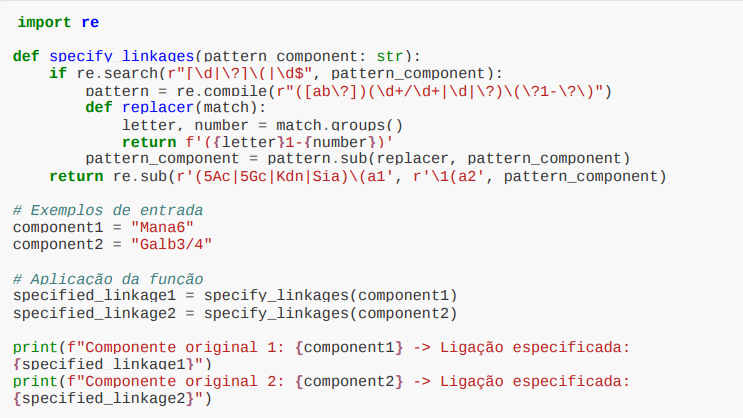 import re
def specify_linkages(pattern_component: str):
    if re.search(r"[\d|\?]\(|\d$", pattern_component):
        pattern = re.compile(r"([ab\?])(\d+/\d+|\d|\?)\(\?1-\?\)")
        def replacer(match):
            letter, number = match.groups()
            return f'({letter}1-{number})'
        pattern_component = pattern.sub(replacer, pattern_component)
    return re.sub(r'(5Ac|5Gc|Kdn|Sia)\(a1', r'\1(a2', pattern_component)
# Exemplos de entrada
component1 = "Mana6"
component2 = "Galb3/4"
# Aplicação da função
specified_linkage1 = specify_linkages(component1)
specified_linkage2 = specify_linkages(component2)
print(f"Componente original 1: {component1} -> Ligação especificada:
{specified_linkage1}")
print(f"Componente original 2: {component2} -> Ligação especificada:
{specified_linkage2}")